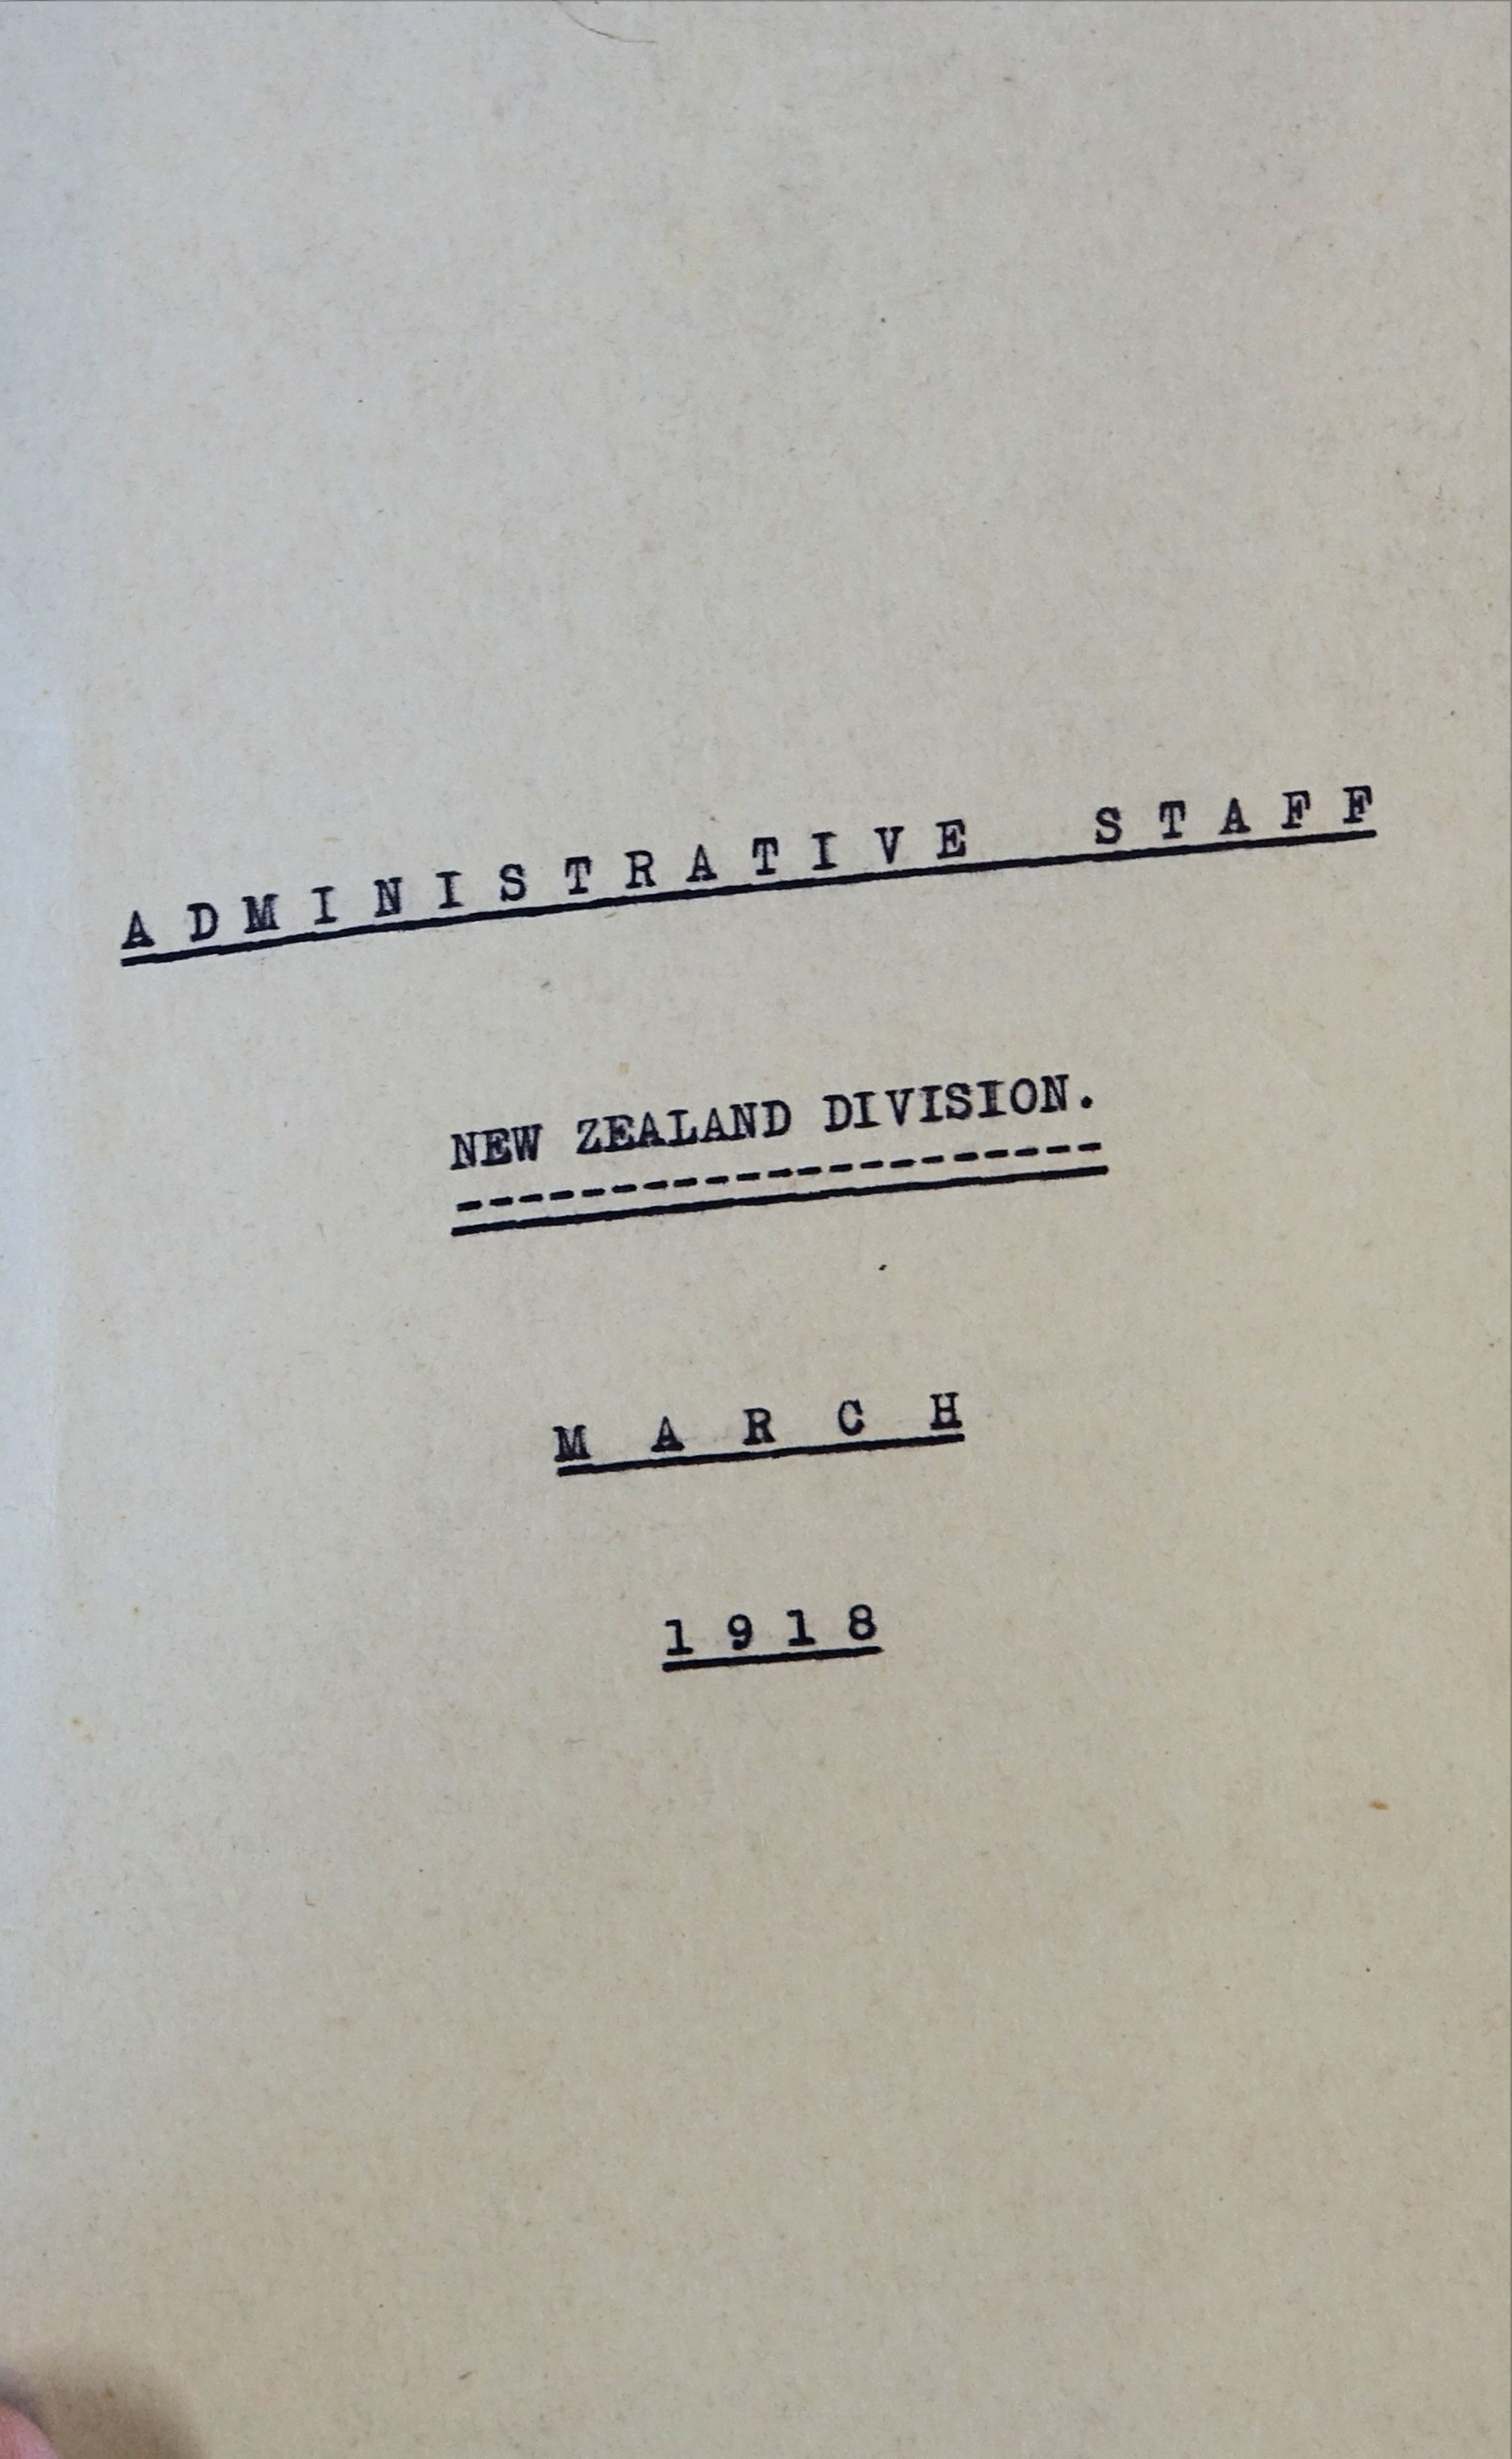 A D M I N I S T R A T I V E   S T A F F
NEW ZEALAND DIVISION.
M A R C H
1 9 1 8